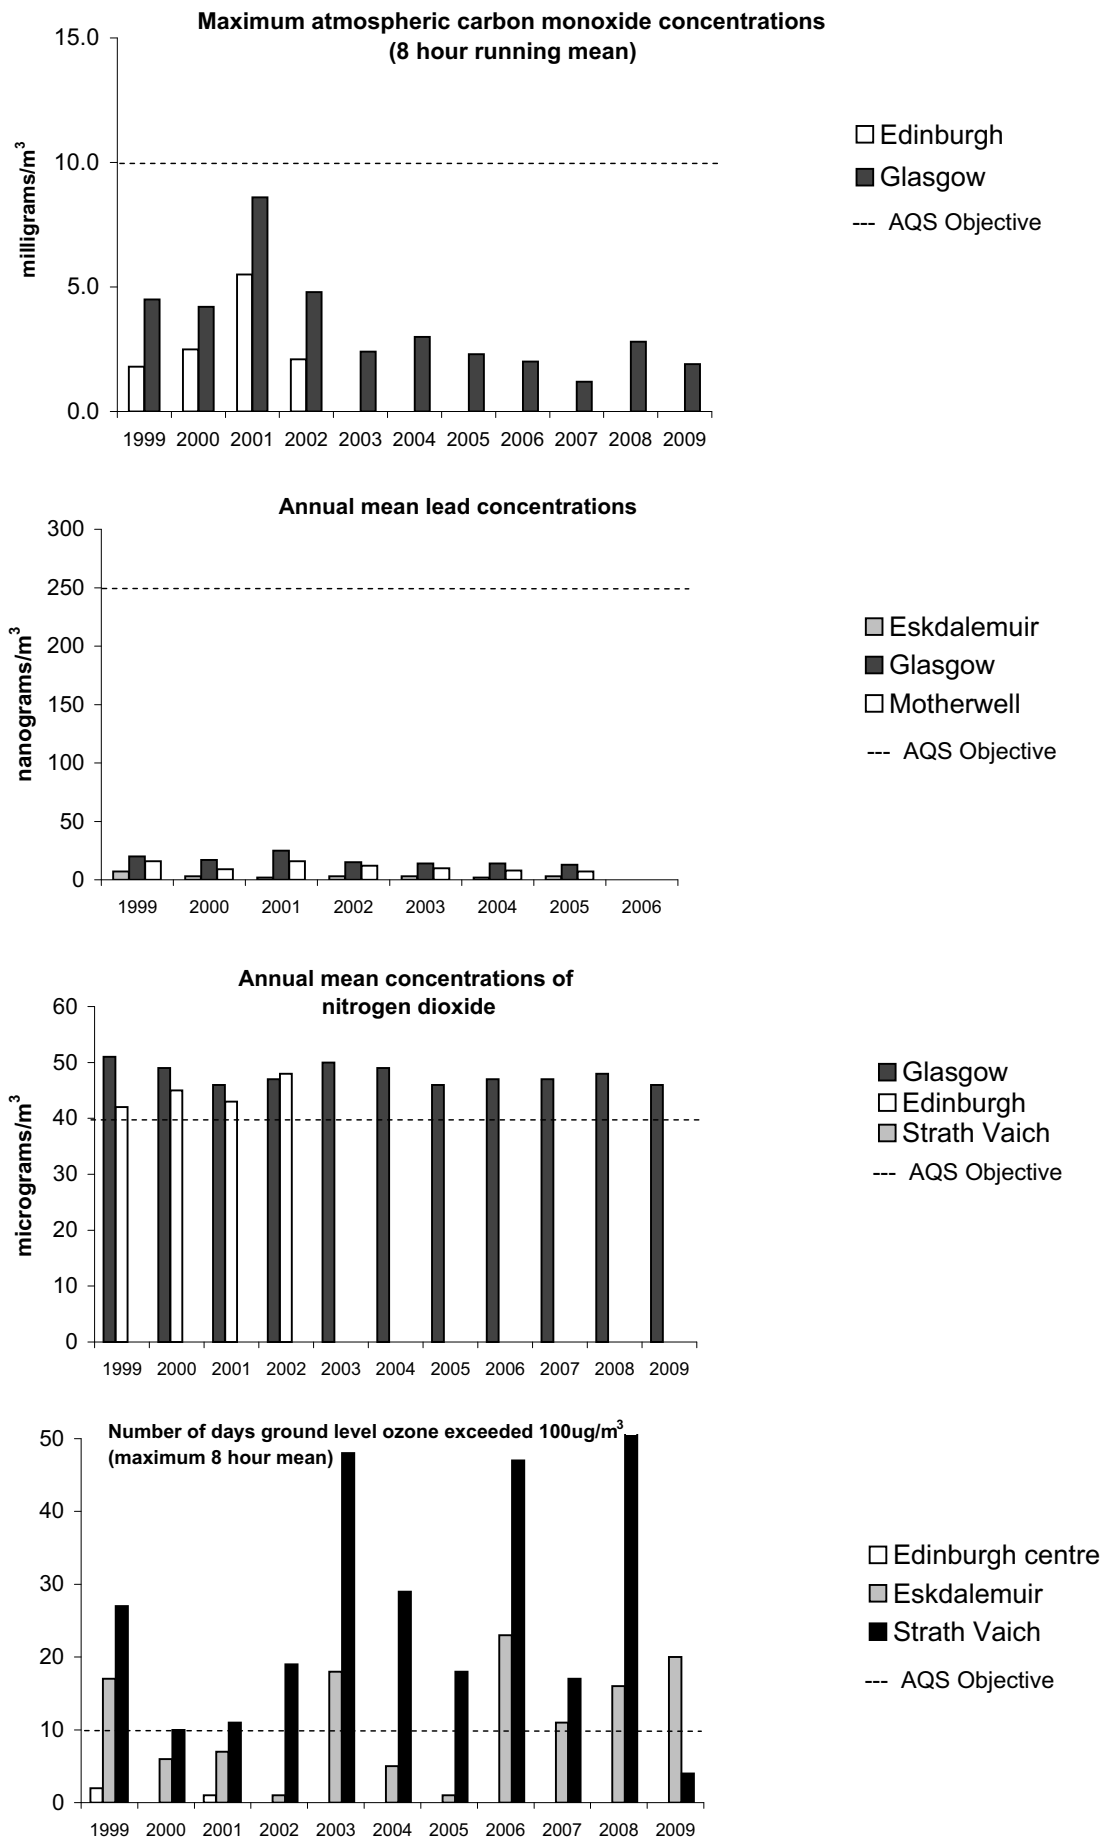 Maximum atmospheric carbon monoxide concentrations
(8 hour running mean)
15.0
10.0
5.0
0.0
milligrams/m³
1999 2000 2001 2002 2003 2004 2005 2006 2007 2008 2009
Edinburgh
Glasgow
--- AQS Objective
Annual mean lead concentrations
300
250
200
150
100
50
0
nanograms/m³
1999 2000 2001 2002 2003 2004 2005 2006
Eskdalemuir
Glasgow
Motherwell
--- AQS Objective
Annual mean concentrations of
nitrogen dioxide
60
50
40
30
20
10
0
micrograms/m³
1999 2000 2001 2002 2003 2004 2005 2006 2007 2008 2009
Glasgow
Edinburgh
Strath Vaich
--- AQS Objective
Number of days ground level ozone exceeded 100ug/m³
(maximum 8 hour mean)
50
40
30
20
10
0
1999 2000 2001 2002 2003 2004 2005 2006 2007 2008 2009
Edinburgh centre
Eskdalemuir
Strath Vaich
--- AQS Objective